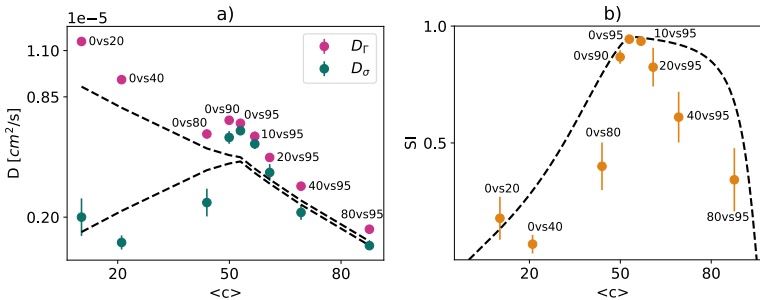 a)
1e−5
D [cm²/s]
1.10
0.85
0.20
20
50
80
<c>
0vs20
0vs40
0vs80
0vs90
0vs95
10vs95
20vs95
40vs95
80vs95
D_Γ
D_σ
b)
SI
1.0
0.5
20
50
80
<c>
0vs20
0vs40
0vs80
0vs90
0vs95
10vs95
20vs95
40vs95
80vs95